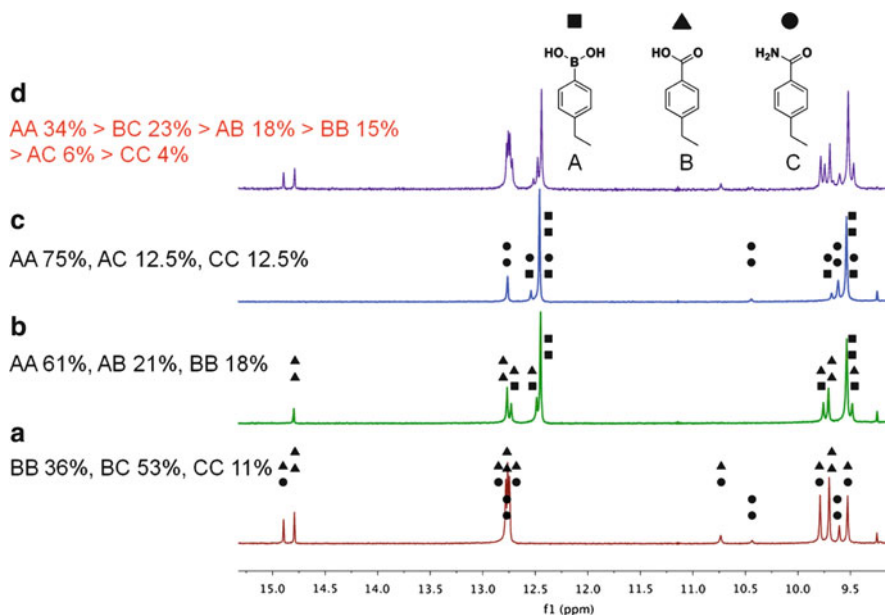 HO OH
B
A
HO O
B
H₂N O
C
d
AA 34% > BC 23% > AB 18% > BB 15%
> AC 6% > CC 4%
c
AA 75%, AC 12.5%, CC 12.5%
b
AA 61%, AB 21%, BB 18%
a
BB 36%, BC 53%, CC 11%
15.0 14.5 14.0 13.5 13.0 12.5 12.0 11.5 11.0 10.5 10.0 9.5
f1 (ppm)